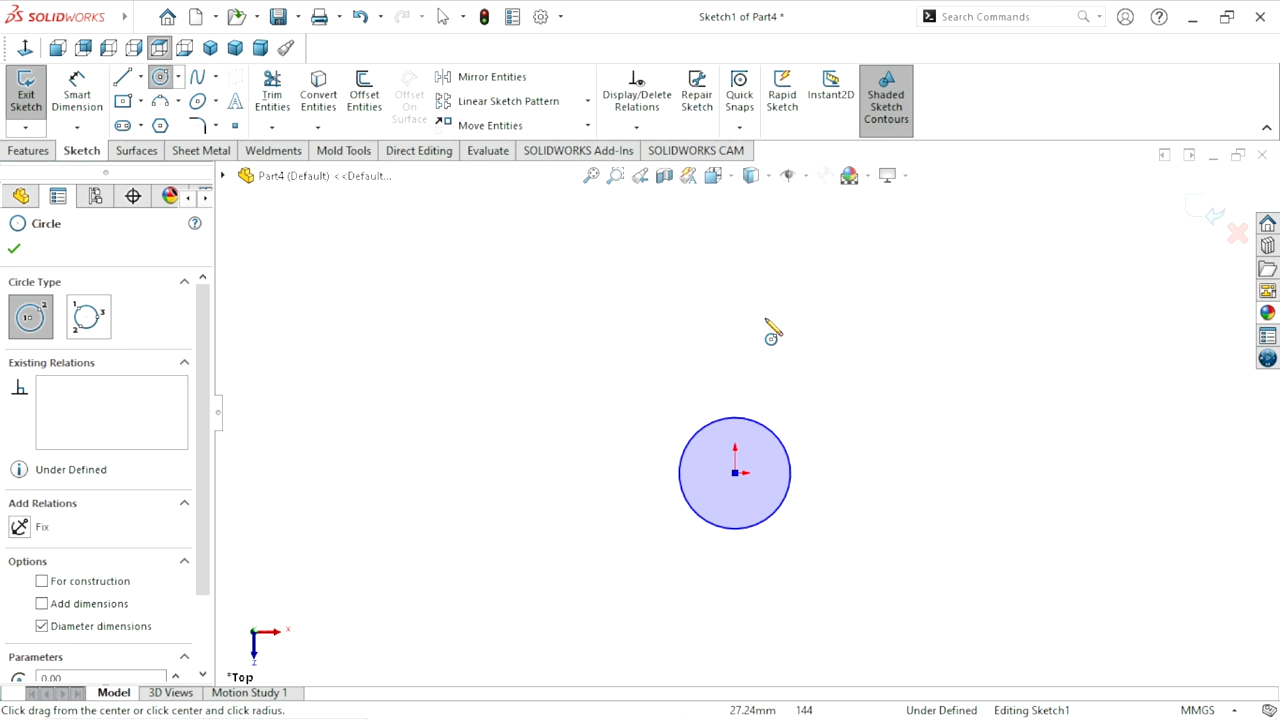 SOLIDWORKS
Sketch1 of Part4 *
Search Commands
Exit Sketch
Smart Dimension
Trim Entities
Convert Entities
Offset Entities
Offset On Surface
Mirror Entities
Linear Sketch Pattern
Move Entities
Display/Delete Relations
Repair Sketch
Quick Snaps
Rapid Sketch
Instant2D
Shaded Sketch Contours
Features
Sketch
Surfaces
Sheet Metal
Weldments
Mold Tools
Direct Editing
Evaluate
SOLIDWORKS Add-Ins
SOLIDWORKS CAM
Part4 (Default) <<Default...
Circle
Circle Type
Existing Relations
Under Defined
Add Relations
Fix
Options
For construction
Add dimensions
Diameter dimensions
Parameters
0.00
x
z
*Top
Model
3D Views
Motion Study 1
Click drag from the center or click center and click radius.
27.24mm
144
Under Defined
Editing Sketch1
MMGS